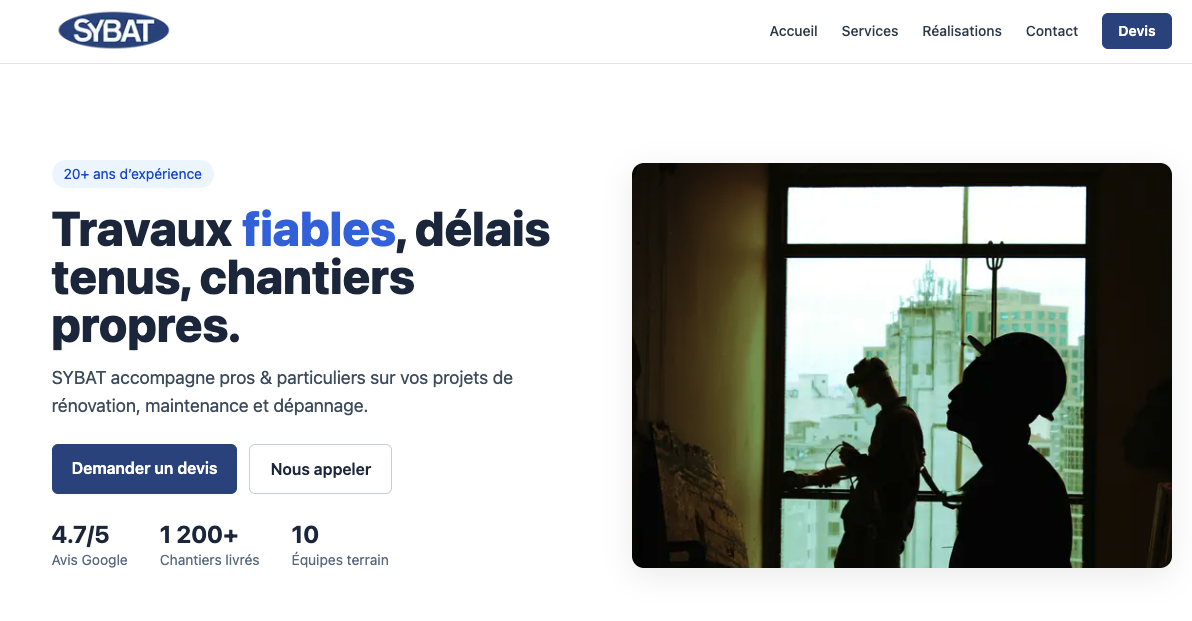 SYBAT
Accueil Services Réalisations Contact Devis
20+ ans d’expérience
Travaux fiables, délais
tenus, chantiers
propres.
SYBAT accompagne pros & particuliers sur vos projets de
rénovation, maintenance et dépannage.
Demander un devis Nous appeler
4.7/5 1 200+ 10
Avis Google Chantiers livrés Équipes terrain